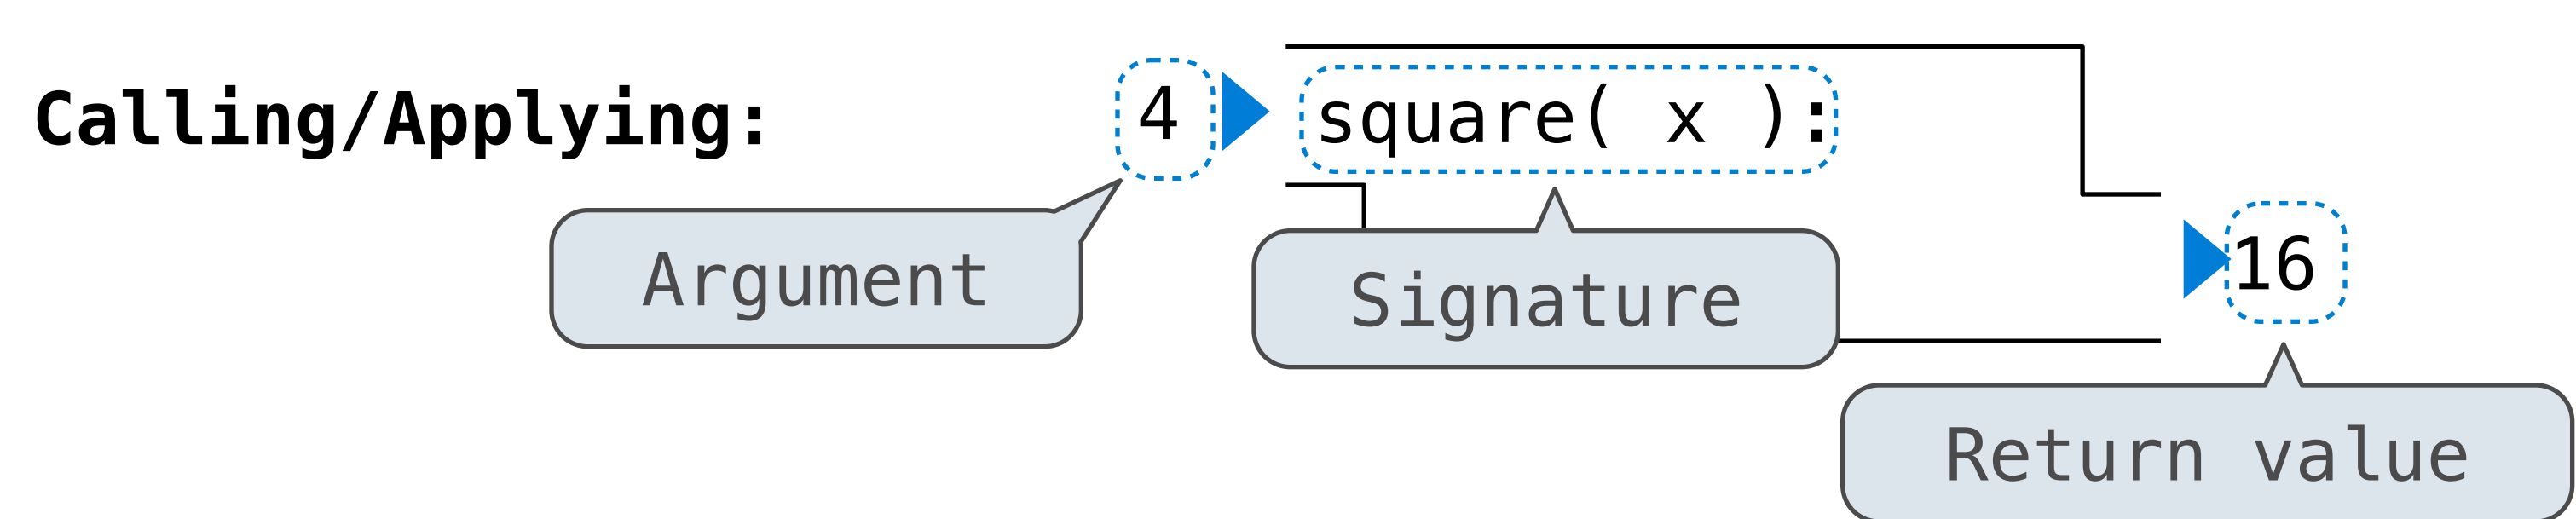 Calling/Applying: 4 square( x ):
16
Argument
Signature
Return value